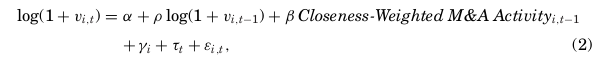 log(1 + v_{i,t}) = α + ρ log(1 + v_{i,t−1}) + β Closeness-Weighted M&A Activity_{i,t−1}
+ γ_i + τ_t + ε_{i,t}, (2)